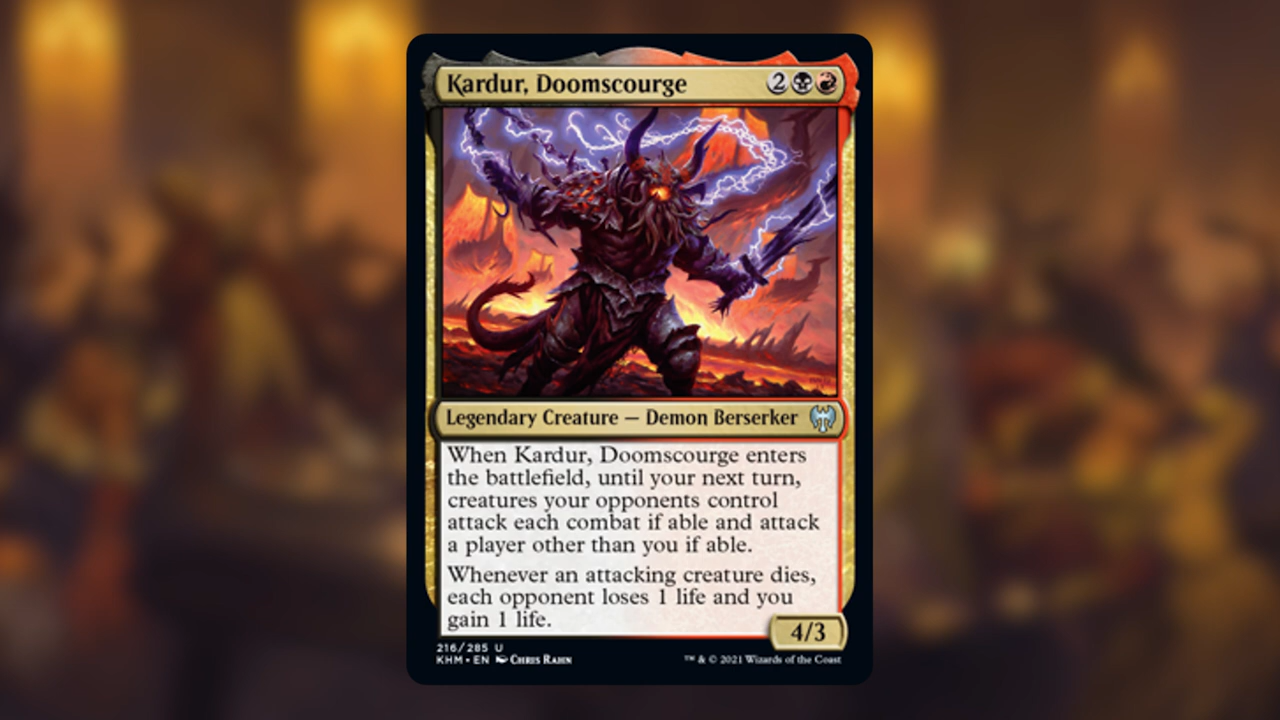 Kardur, Doomscourge 2
Legendary Creature — Demon Berserker
When Kardur, Doomscourge enters
the battlefield, until your next turn,
creatures your opponents control
attack each combat if able and attack
a player other than you if able.
Whenever an attacking creature dies,
each opponent loses 1 life and you
gain 1 life.
4/3
216/285 U
KHM • EN Chris Rahn
™ & © 2021 Wizards of the Coast